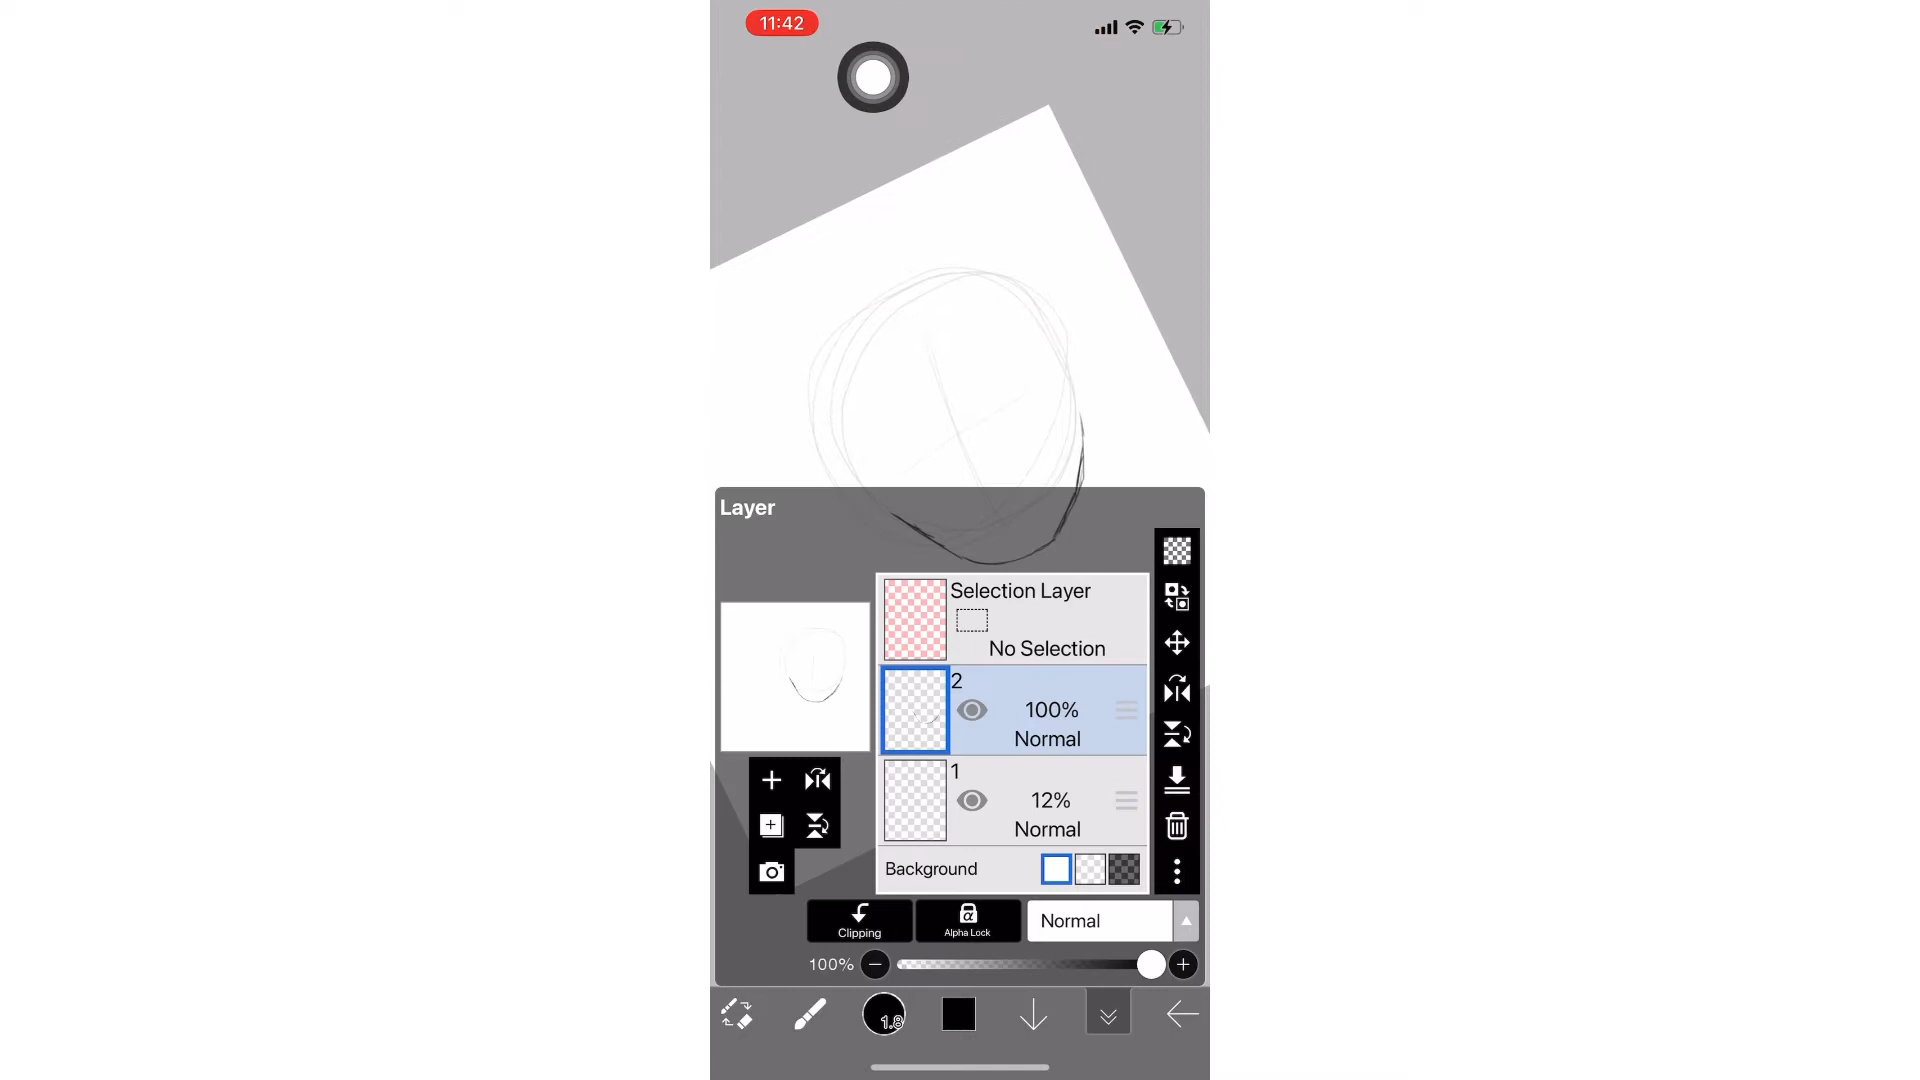 11:42
Layer
Selection Layer
No Selection
2
100%
Normal
1
12%
Normal
Background
Clipping
α
Alpha Lock
Normal
100%
1.8